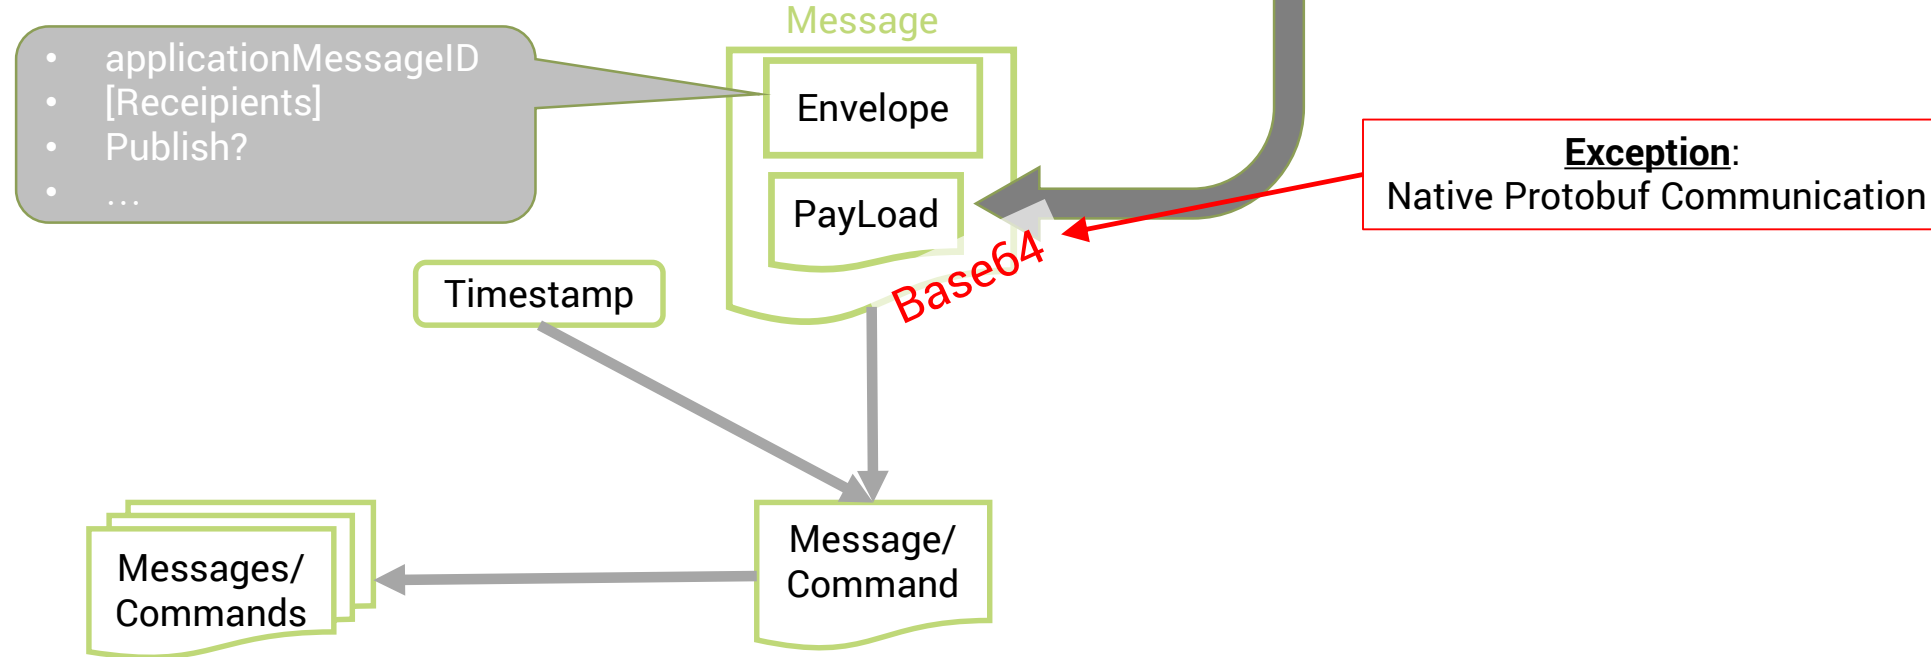 Message
• applicationMessageID
• [Receipients]
• Publish?
• ...
Envelope
PayLoad
Base64
Exception:
Native Protobuf Communication
Timestamp
Message/
Command
Messages/
Commands